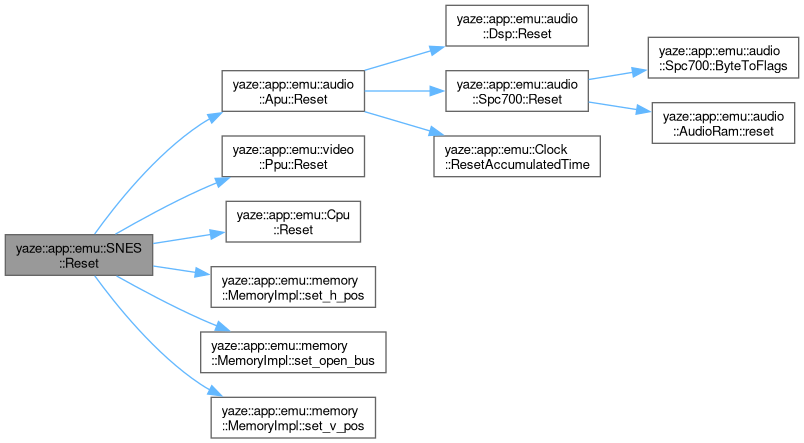 yaze::app::emu::SNES
::Reset
yaze::app::emu::audio
::Apu::Reset
yaze::app::emu::audio
::Dsp::Reset
yaze::app::emu::audio
::Spc700::Reset
yaze::app::emu::audio
::Spc700::ByteToFlags
yaze::app::emu::audio
::AudioRam::reset
yaze::app::emu::Clock
::ResetAccumulatedTime
yaze::app::emu::video
::Ppu::Reset
yaze::app::emu::Cpu
::Reset
yaze::app::emu::memory
::MemoryImpl::set_h_pos
yaze::app::emu::memory
::MemoryImpl::set_open_bus
yaze::app::emu::memory
::MemoryImpl::set_v_pos